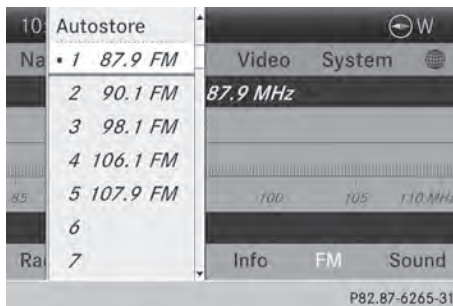 10: Autostore W
Na • 1 87.9 FM Video System
2 90.1 FM 87.9 MHz
3 98.1 FM
4 106.1 FM
85 5 107.9 FM 100 105 110 MHz
6
Ra 7 Info FM Sound
P82.87-6265-31